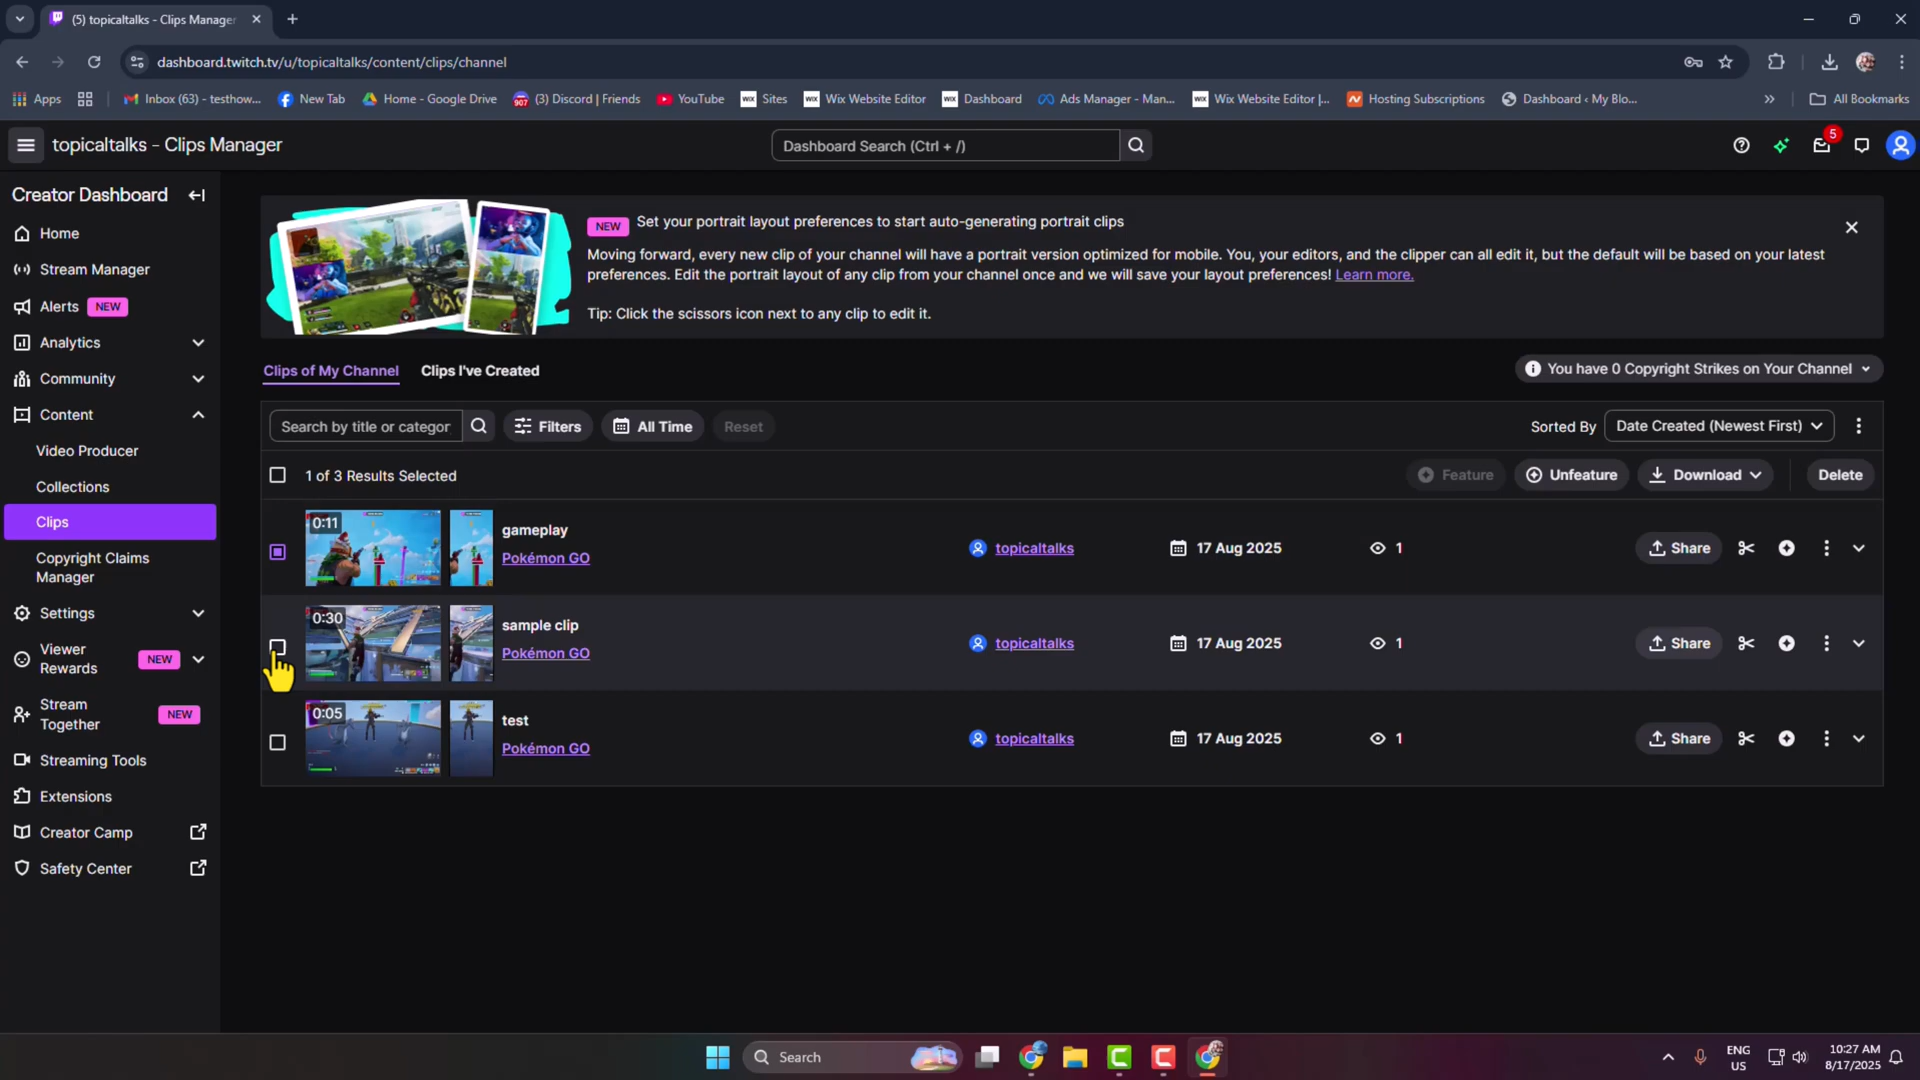 (5) topicaltalks - Clips Manager
dashboard.twitch.tv/u/topicaltalks/content/clips/channel
Apps
Inbox (63) - testhow...
New Tab
Home - Google Drive
(3) Discord | Friends
YouTube
WIX Sites
WIX Wix Website Editor
WIX Dashboard
Ads Manager - Man...
WIX Wix Website Editor |...
Hosting Subscriptions
Dashboard ‹ My Blo...
» All Bookmarks
topicaltalks - Clips Manager
Dashboard Search (Ctrl + /)
5
Creator Dashboard
Home
Stream Manager
Alerts NEW
Analytics
Community
Content
Video Producer
Collections
Clips
Copyright Claims
Manager
Settings
Viewer
Rewards NEW
Stream
Together NEW
Streaming Tools
Extensions
Creator Camp
Safety Center
NEW Set your portrait layout preferences to start auto-generating portrait clips
Moving forward, every new clip of your channel will have a portrait version optimized for mobile. You, your editors, and the clipper can all edit it, but the default will be based on your latest
preferences. Edit the portrait layout of any clip from your channel once and we will save your layout preferences! Learn more.
Tip: Click the scissors icon next to any clip to edit it.
Clips of My Channel Clips I've Created
You have 0 Copyright Strikes on Your Channel
Search by title or categor
Filters
All Time
Reset
Sorted By Date Created (Newest First)
1 of 3 Results Selected
Feature Unfeature Download Delete
0:11
gameplay
Pokémon GO
topicaltalks
17 Aug 2025
1
Share
0:30
sample clip
Pokémon GO
topicaltalks
17 Aug 2025
1
Share
0:05
test
Pokémon GO
topicaltalks
17 Aug 2025
1
Share
Search
ENG
US
10:27 AM
8/17/2025